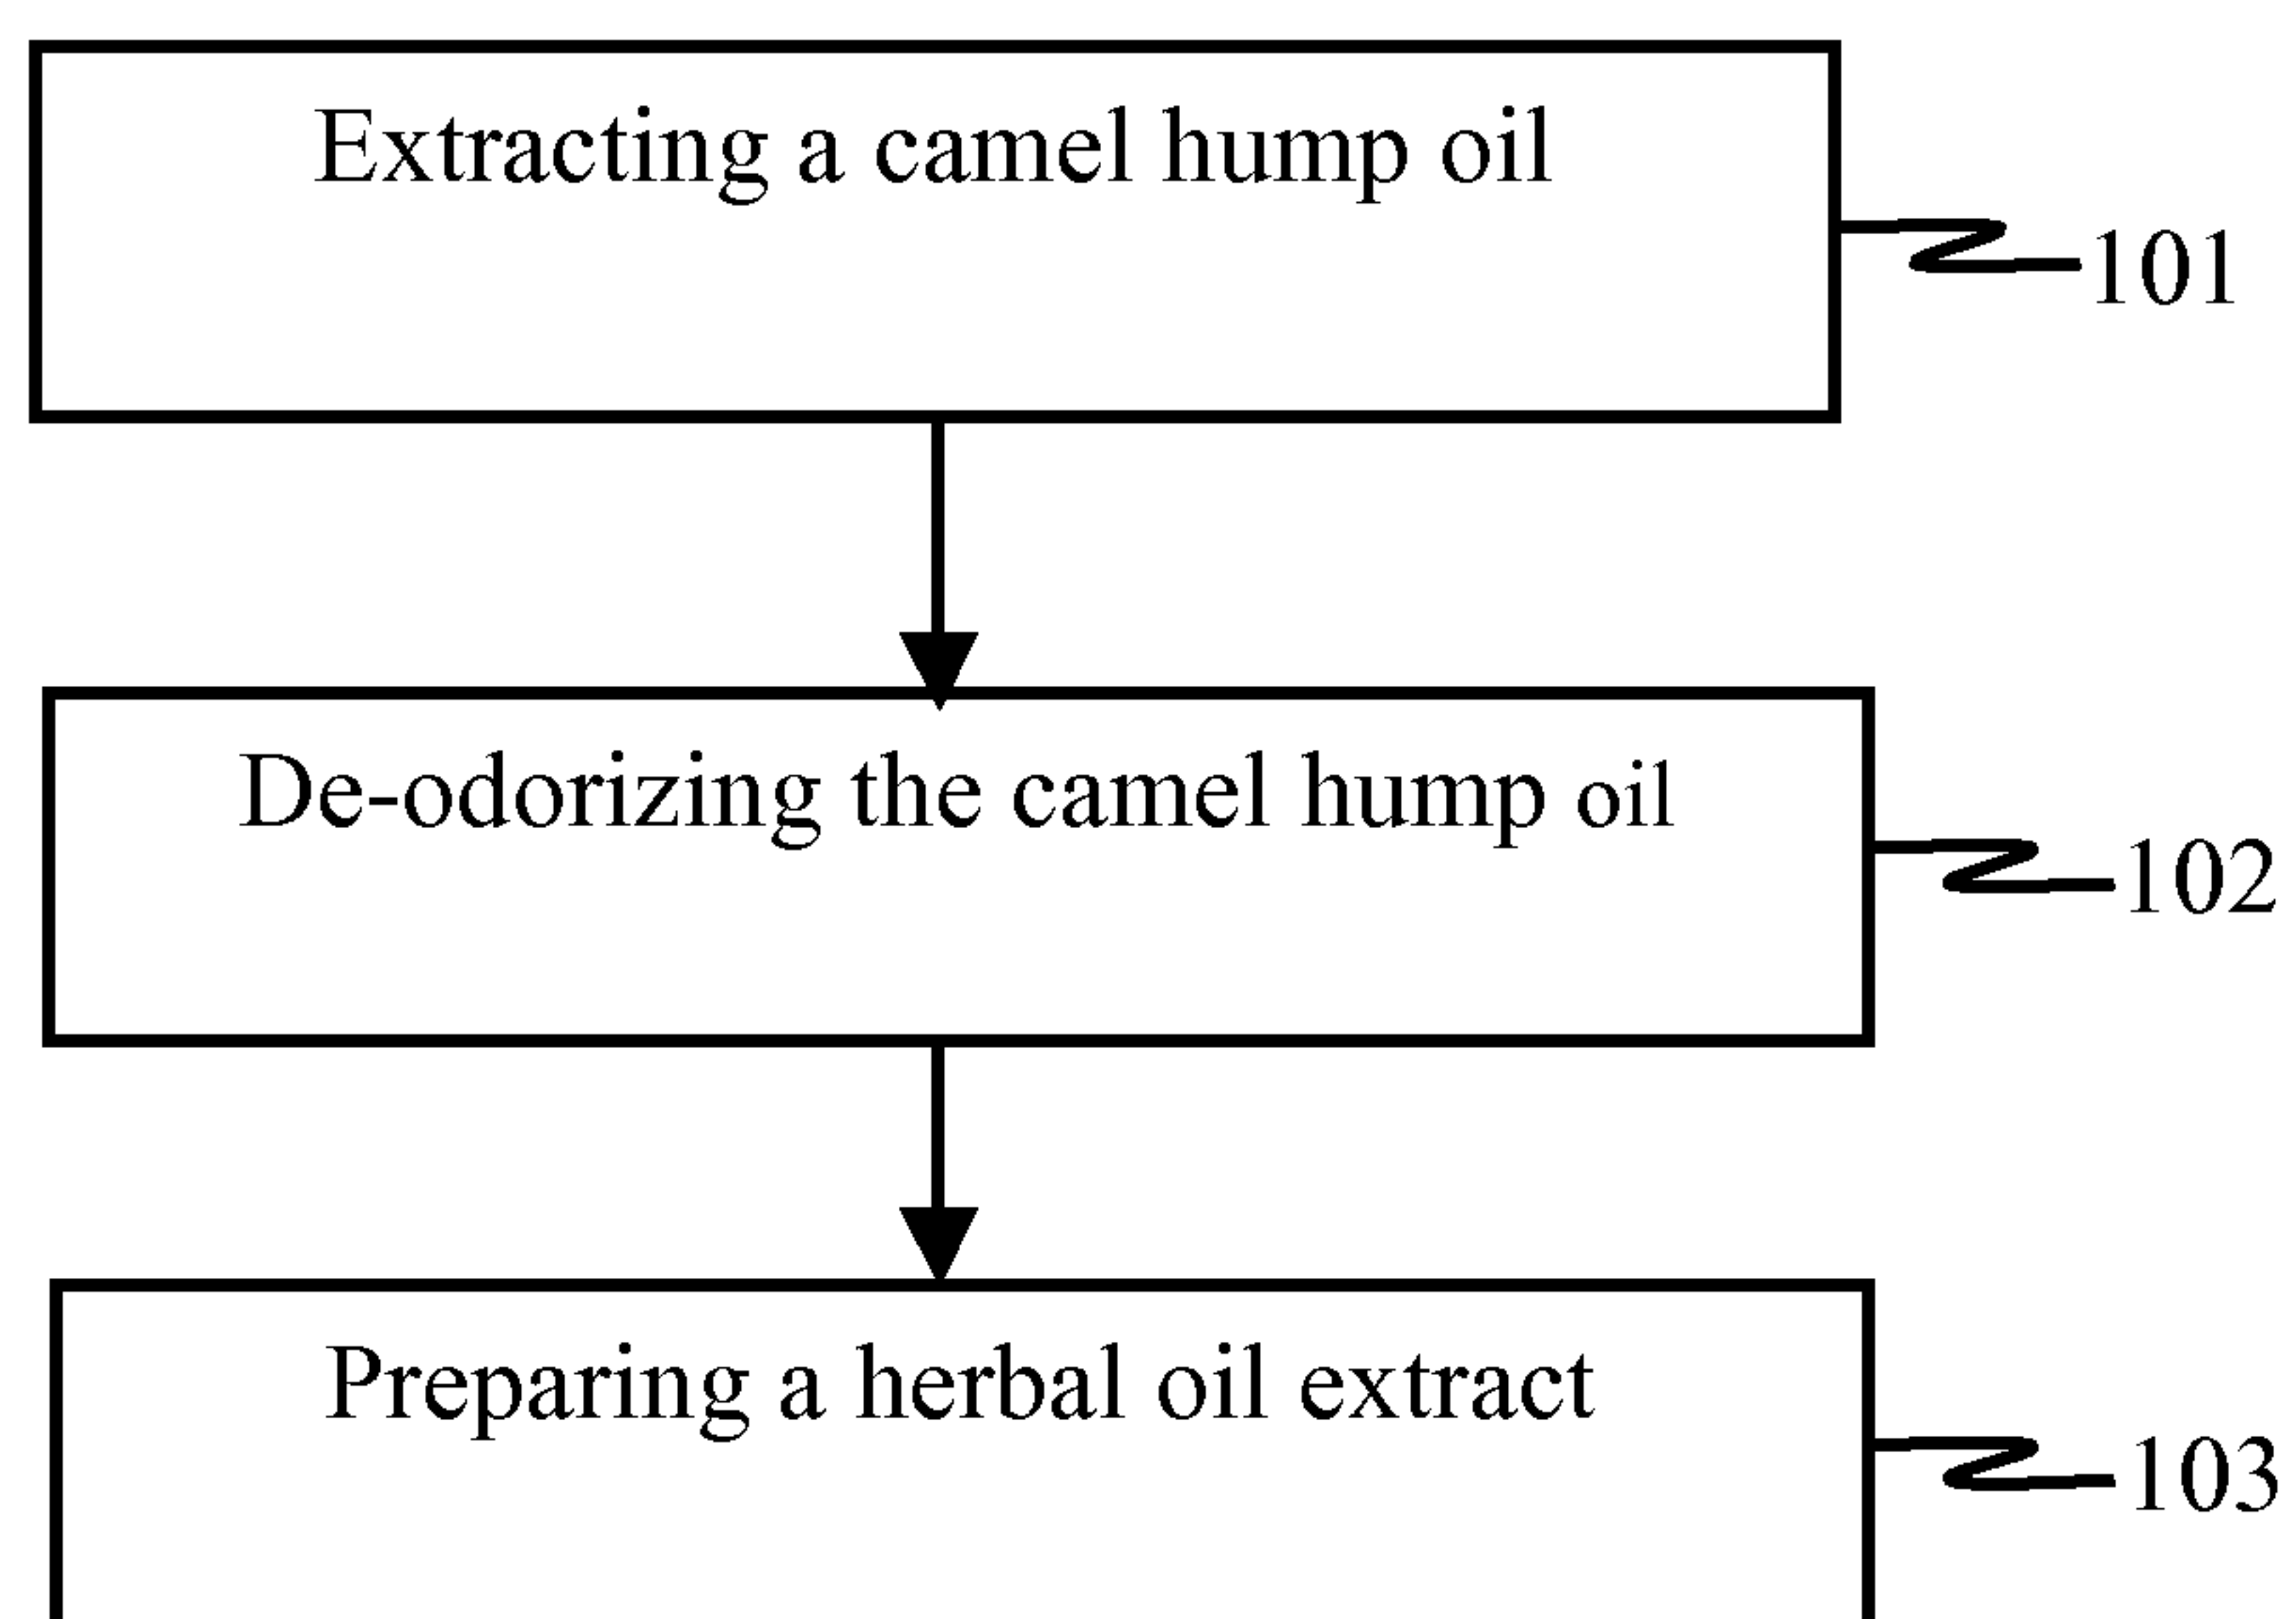 Extracting a camel hump oil
101
De-odorizing the camel hump oil
102
Preparing a herbal oil extract
103